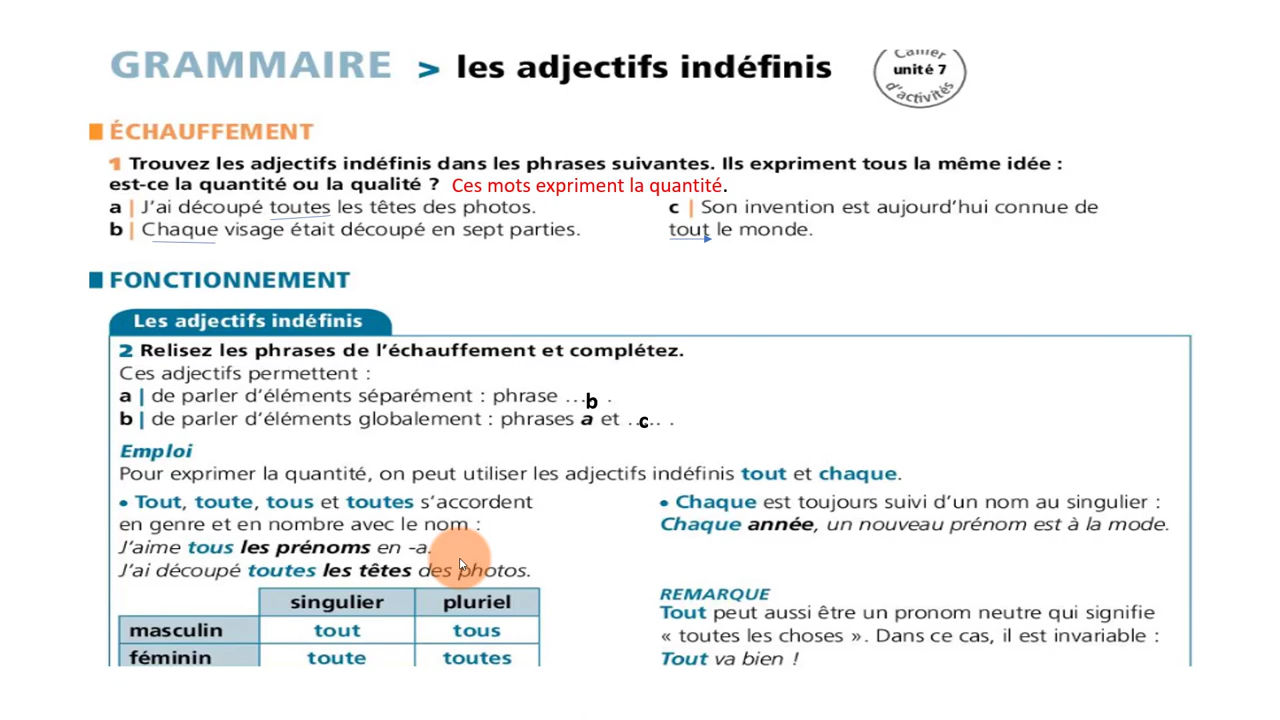 GRAMMAIRE > les adjectifs indéfinis
Cahier
unité 7
d'activités
ÉCHAUFFEMENT
1 Trouvez les adjectifs indéfinis dans les phrases suivantes. Ils expriment tous la même idée :
est-ce la quantité ou la qualité ? Ces mots expriment la quantité.
a | J'ai découpé toutes les têtes des photos.
b | Chaque visage était découpé en sept parties.
c | Son invention est aujourd'hui connue de
tout le monde.
FONCTIONNEMENT
Les adjectifs indéfinis
2 Relisez les phrases de l'échauffement et complétez.
Ces adjectifs permettent :
a | de parler d'éléments séparément : phrase ...b .
b | de parler d'éléments globalement : phrases a et ..c.. .
Emploi
Pour exprimer la quantité, on peut utiliser les adjectifs indéfinis tout et chaque.
• Tout, toute, tous et toutes s'accordent
en genre et en nombre avec le nom :
J'aime tous les prénoms en -a.
J'ai découpé toutes les têtes des photos.
singulier pluriel
masculin tout tous
féminin toute toutes
• Chaque est toujours suivi d'un nom au singulier :
Chaque année, un nouveau prénom est à la mode.
REMARQUE
Tout peut aussi être un pronom neutre qui signifie
« toutes les choses ». Dans ce cas, il est invariable :
Tout va bien !